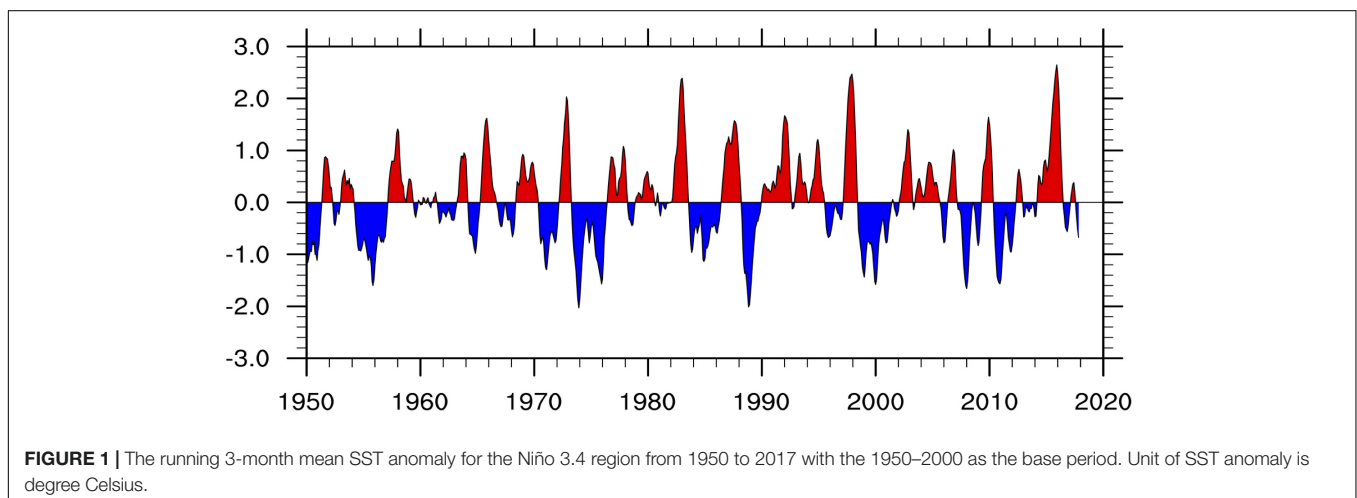 3.0
2.0
1.0
0.0
-1.0
-2.0
-3.0
1950 1960 1970 1980 1990 2000 2010 2020
FIGURE 1 | The running 3-month mean SST anomaly for the Niño 3.4 region from 1950 to 2017 with the 1950–2000 as the base period. Unit of SST anomaly is
degree Celsius.